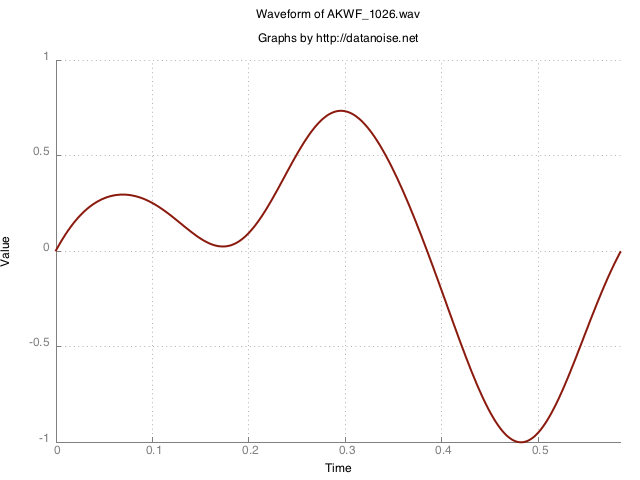 Waveform of AKWF_1026.wav
Graphs by http://datanoise.net
1
0.5
0
-0.5
-1
Value
0 0.1 0.2 0.3 0.4 0.5
Time